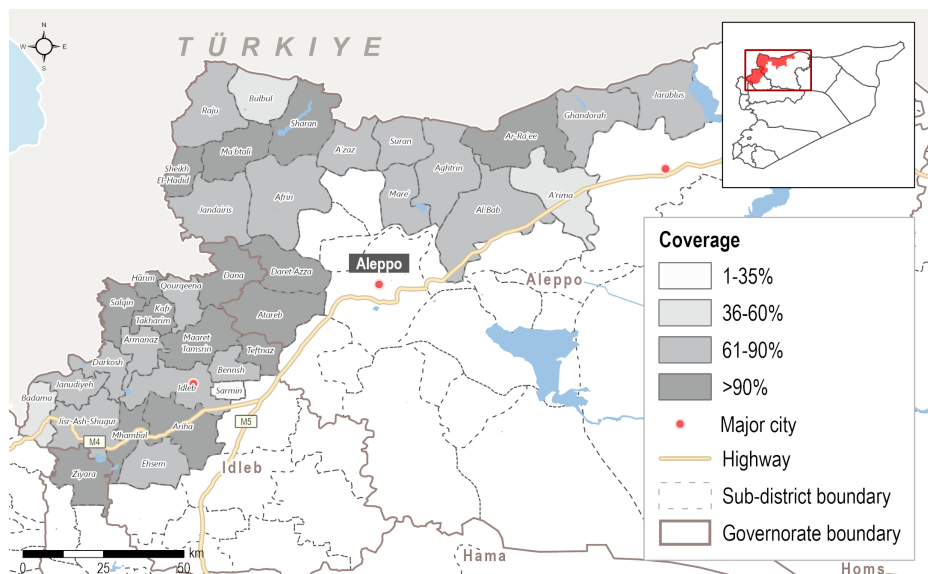 N
W
E
S
TÜRKİYE
Raju
Bulbul
Sharan
Ma'btali
Sheikh
El-Hadid
Jandairis
Afrin
A'zaz
Suran
Mare'
Aghtrin
Ar-Ra'ee
Ghandorah
Jarablus
Al Bab
A'rima
Aleppo
Aleppo
Dana
Daret Azza
Atareb
Harim
Qourqeena
Salqin
Kafr
Takharim
Armanaz
Maaret
Tamsrin
Teftnaz
Darkosh
Bennsh
Janudiyeh
Idleb
Sarmin
Badama
Jisr-Ash-Shugur
Mhambal
Ariha
M4
M5
Ehsem
Ziyara
Idleb
Hama
Homs
km
0
25
50
Coverage
1-35%
36-60%
61-90%
>90%
Major city
Highway
Sub-district boundary
Governorate boundary